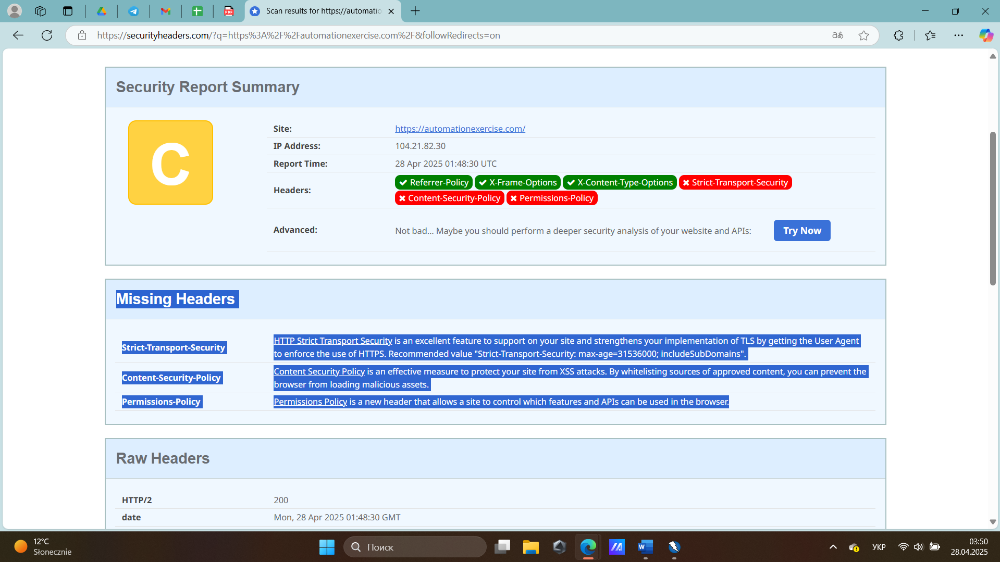 Scan results for https://automatio
https://securityheaders.com/?q=https%3A%2F%2Fautomationexercise.com%2F&followRedirects=on
Security Report Summary
C
Site: https://automationexercise.com/
IP Address: 104.21.82.30
Report Time: 28 Apr 2025 01:48:30 UTC
Headers: Referrer-Policy X-Frame-Options X-Content-Type-Options Strict-Transport-Security
Content-Security-Policy Permissions-Policy
Advanced: Not bad... Maybe you should perform a deeper security analysis of your website and APIs: Try Now
Missing Headers
Strict-Transport-Security HTTP Strict Transport Security is an excellent feature to support on your site and strengthens your implementation of TLS by getting the User Agent
to enforce the use of HTTPS. Recommended value "Strict-Transport-Security: max-age=31536000; includeSubDomains".
Content-Security-Policy Content Security Policy is an effective measure to protect your site from XSS attacks. By whitelisting sources of approved content, you can prevent the
browser from loading malicious assets.
Permissions-Policy Permissions Policy is a new header that allows a site to control which features and APIs can be used in the browser.
Raw Headers
HTTP/2 200
date Mon, 28 Apr 2025 01:48:30 GMT
12°C
Słonecznie
Поиск
УКР
03:50
28.04.2025